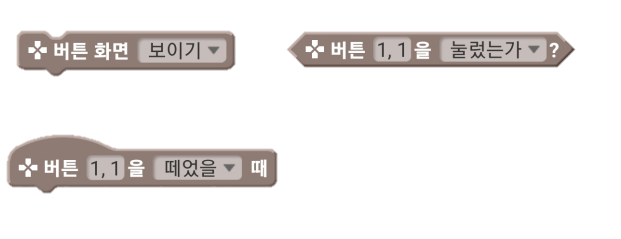 버튼 화면 보이기
버튼 1, 1 을 눌렀는가 ?
버튼 1, 1 을 떼었을 때